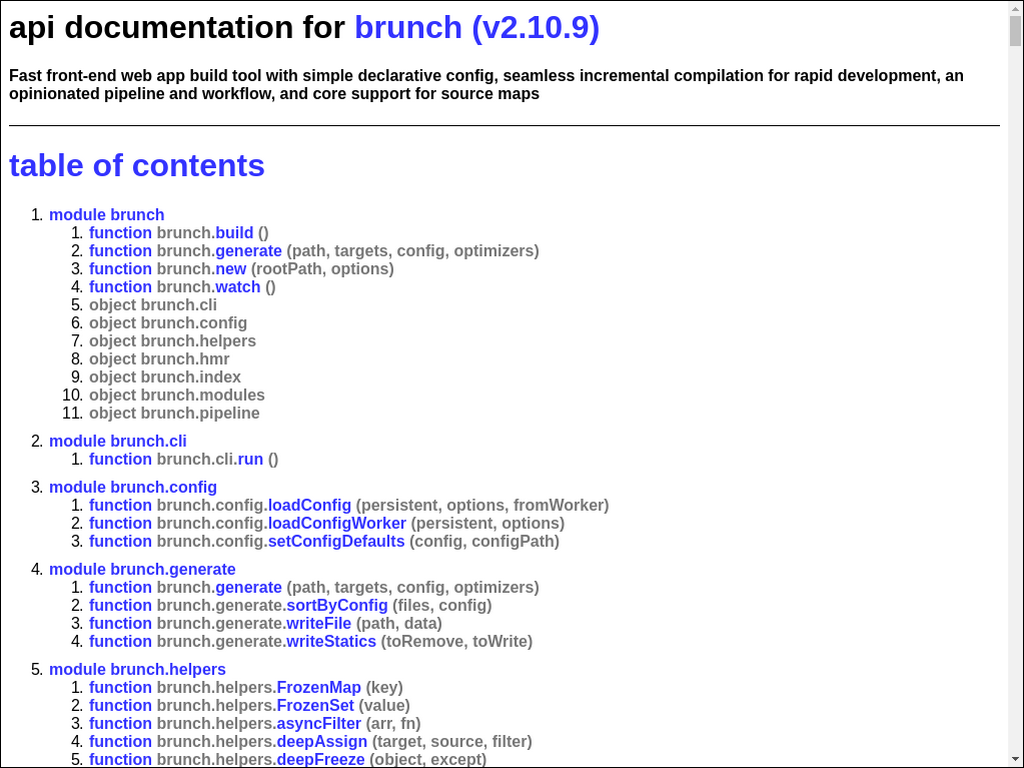 api documentation for brunch (v2.10.9)
Fast front-end web app build tool with simple declarative config, seamless incremental compilation for rapid development, an
opinionated pipeline and workflow, and core support for source maps
table of contents
1. module brunch
1. function brunch.build ()
2. function brunch.generate (path, targets, config, optimizers)
3. function brunch.new (rootPath, options)
4. function brunch.watch ()
5. object brunch.cli
6. object brunch.config
7. object brunch.helpers
8. object brunch.hmr
9. object brunch.index
10. object brunch.modules
11. object brunch.pipeline
2. module brunch.cli
1. function brunch.cli.run ()
3. module brunch.config
1. function brunch.config.loadConfig (persistent, options, fromWorker)
2. function brunch.config.loadConfigWorker (persistent, options)
3. function brunch.config.setConfigDefaults (config, configPath)
4. module brunch.generate
1. function brunch.generate (path, targets, config, optimizers)
2. function brunch.generate.sortByConfig (files, config)
3. function brunch.generate.writeFile (path, data)
4. function brunch.generate.writeStatics (toRemove, toWrite)
5. module brunch.helpers
1. function brunch.helpers.FrozenMap (key)
2. function brunch.helpers.FrozenSet (value)
3. function brunch.helpers.asyncFilter (arr, fn)
4. function brunch.helpers.deepAssign (target, source, filter)
5. function brunch.helpers.deepFreeze (object, except)